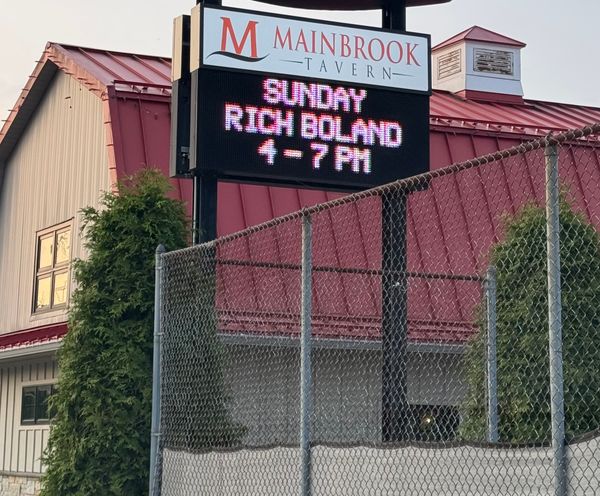 M MAINBROOK
TAVERN
SUNDAY
RICH BOLAND
4 - 7 PM